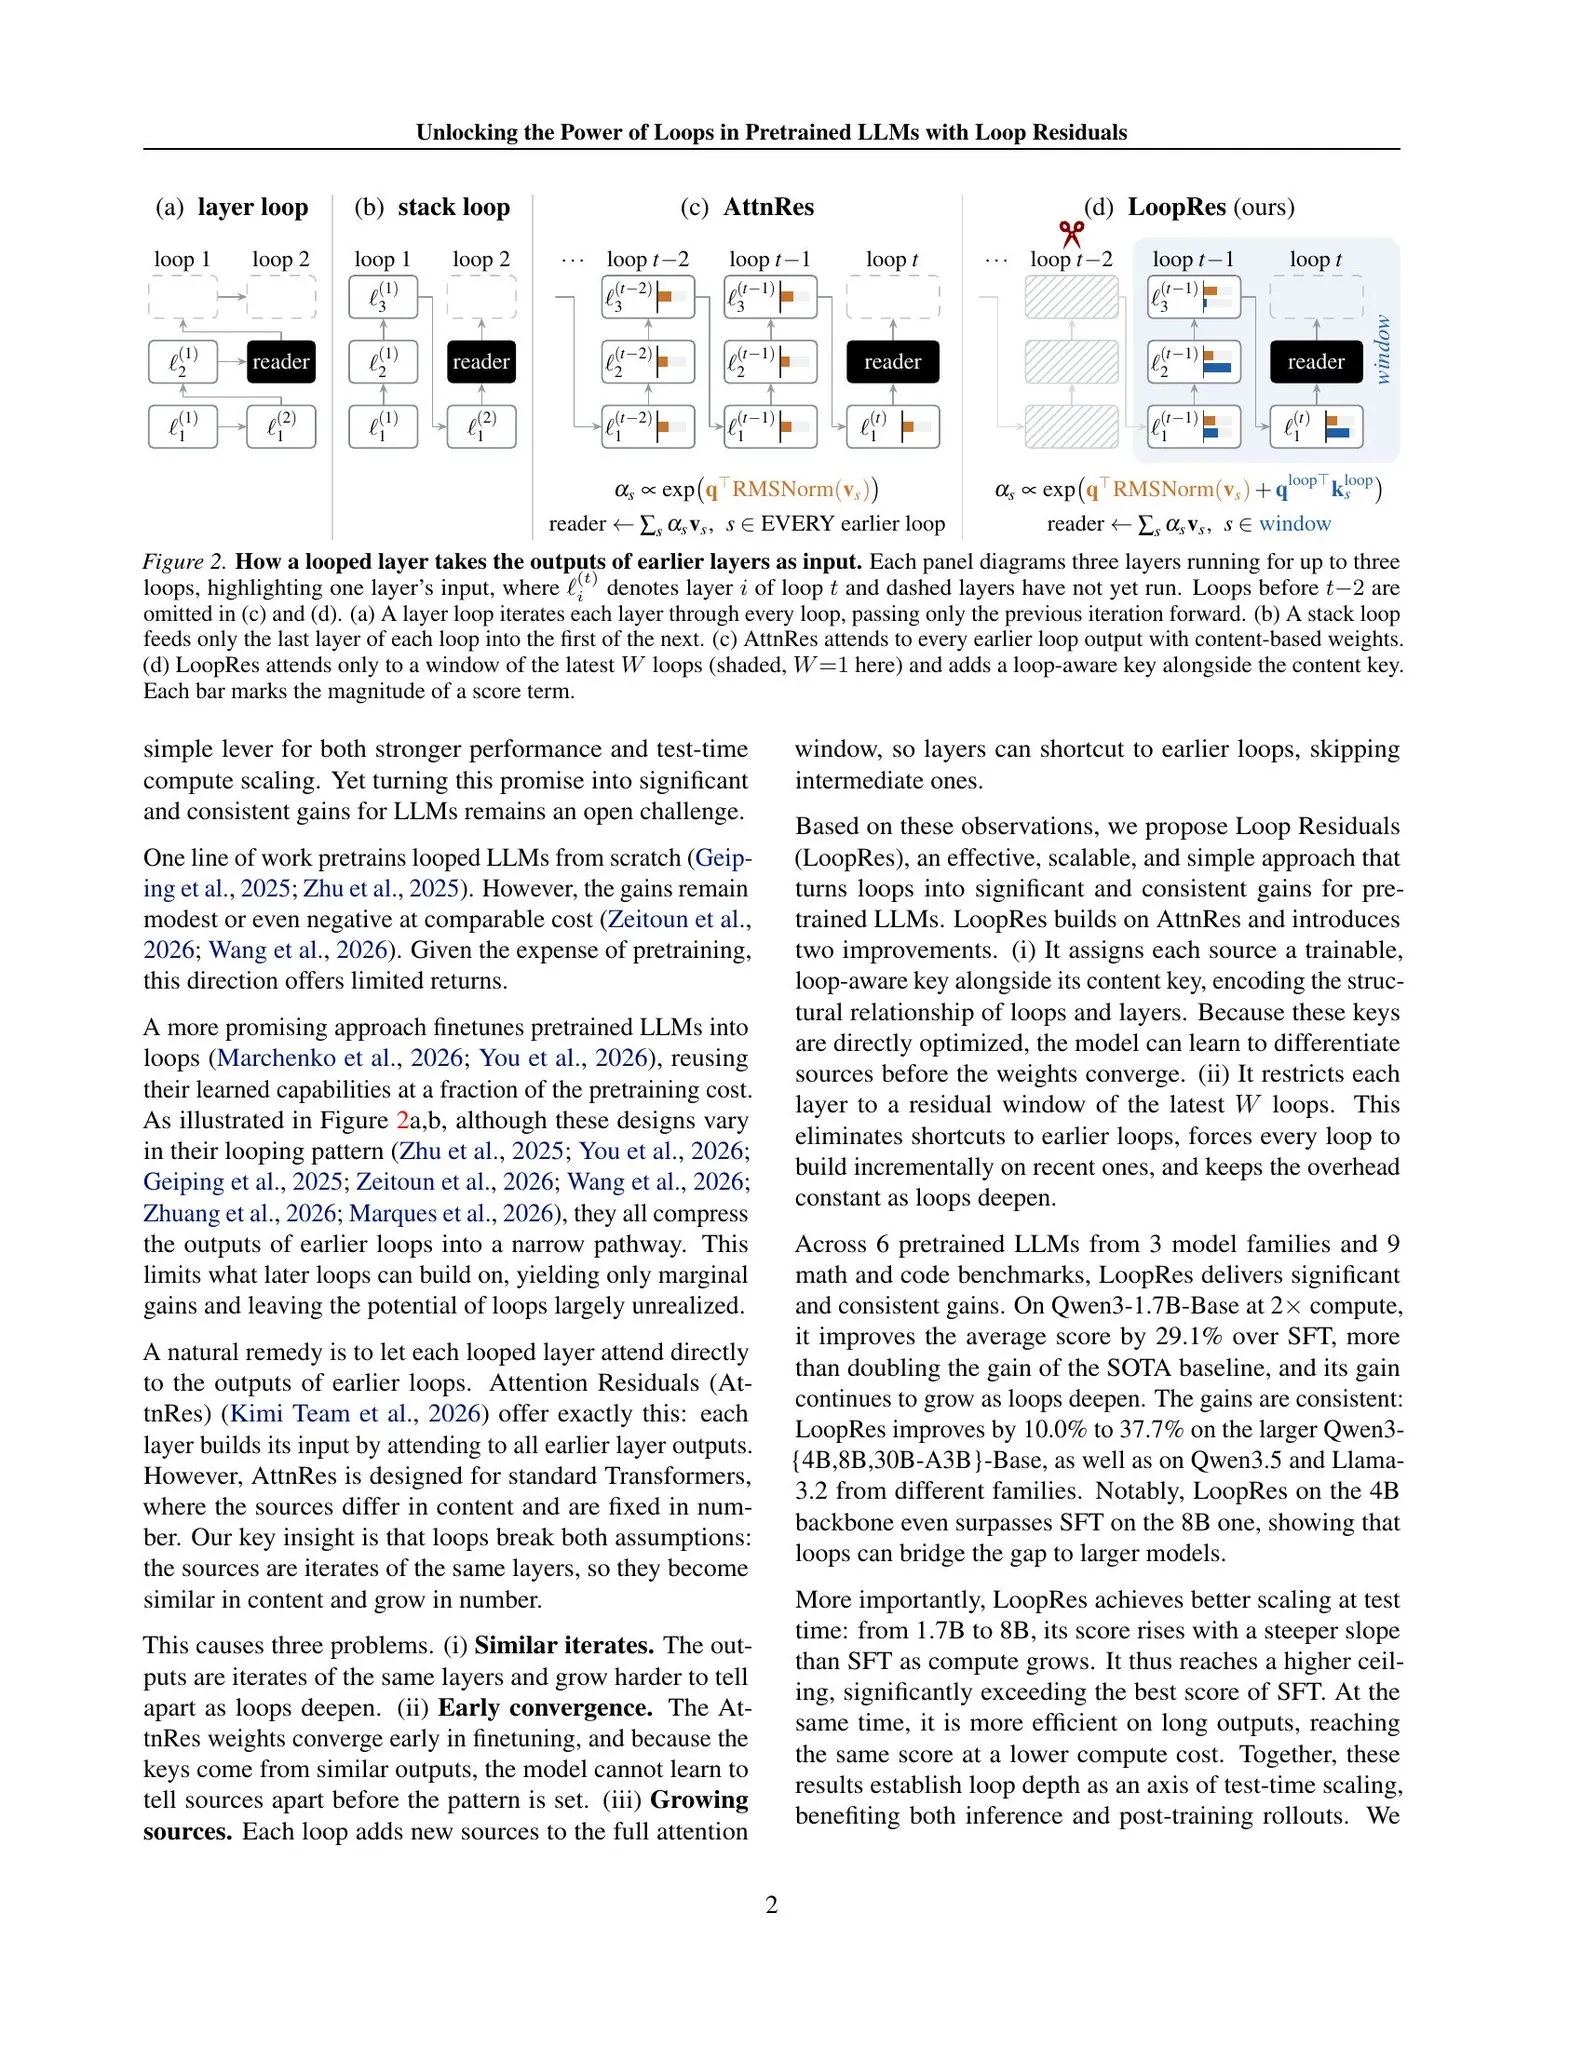 Unlocking the Power of Loops in Pretrained LLMs with Loop Residuals
(a) layer loop
loop 1 loop 2
ℓ₂⁽¹⁾ reader
ℓ₁⁽¹⁾ ℓ₁⁽²⁾
(b) stack loop
loop 1 loop 2
ℓ₃⁽¹⁾
ℓ₂⁽¹⁾ reader
ℓ₁⁽¹⁾ ℓ₁⁽²⁾
(c) AttnRes
··· loop t−2 loop t−1 loop t
ℓ₃⁽ᵗ⁻²⁾ ℓ₃⁽ᵗ⁻¹⁾
ℓ₂⁽ᵗ⁻²⁾ ℓ₂⁽ᵗ⁻¹⁾ reader
ℓ₁⁽ᵗ⁻²⁾ ℓ₁⁽ᵗ⁻¹⁾ ℓ₁⁽ᵗ⁾
αₛ ∝ exp(q⊤RMSNorm(vₛ))
reader ← ∑ₛ αₛvₛ, s ∈ EVERY earlier loop
(d) LoopRes (ours)
··· loop t−2 loop t−1 loop t
ℓ₃⁽ᵗ⁻¹⁾
ℓ₂⁽ᵗ⁻¹⁾ reader
ℓ₁⁽ᵗ⁻¹⁾ ℓ₁⁽ᵗ⁾
window
αₛ ∝ exp(q⊤RMSNorm(vₛ) + q^loop⊤ kₛ^loop)
reader ← ∑ₛ αₛvₛ, s ∈ window
Figure 2. How a looped layer takes the outputs of earlier layers as input. Each panel diagrams three layers running for up to three
loops, highlighting one layer's input, where ℓᵢ⁽ᵗ⁾ denotes layer i of loop t and dashed layers have not yet run. Loops before t−2 are
omitted in (c) and (d). (a) A layer loop iterates each layer through every loop, passing only the previous iteration forward. (b) A stack loop
feeds only the last layer of each loop into the first of the next. (c) AttnRes attends to every earlier loop output with content-based weights.
(d) LoopRes attends only to a window of the latest W loops (shaded, W=1 here) and adds a loop-aware key alongside the content key.
Each bar marks the magnitude of a score term.
simple lever for both stronger performance and test-time
compute scaling. Yet turning this promise into significant
and consistent gains for LLMs remains an open challenge.
One line of work pretrains looped LLMs from scratch (Geip-
ing et al., 2025; Zhu et al., 2025). However, the gains remain
modest or even negative at comparable cost (Zeitoun et al.,
2026; Wang et al., 2026). Given the expense of pretraining,
this direction offers limited returns.
A more promising approach finetunes pretrained LLMs into
loops (Marchenko et al., 2026; You et al., 2026), reusing
their learned capabilities at a fraction of the pretraining cost.
As illustrated in Figure 2a,b, although these designs vary
in their looping pattern (Zhu et al., 2025; You et al., 2026;
Geiping et al., 2025; Zeitoun et al., 2026; Wang et al., 2026;
Zhuang et al., 2026; Marques et al., 2026), they all compress
the outputs of earlier loops into a narrow pathway. This
limits what later loops can build on, yielding only marginal
gains and leaving the potential of loops largely unrealized.
A natural remedy is to let each looped layer attend directly
to the outputs of earlier loops. Attention Residuals (At-
tnRes) (Kimi Team et al., 2026) offer exactly this: each
layer builds its input by attending to all earlier layer outputs.
However, AttnRes is designed for standard Transformers,
where the sources differ in content and are fixed in num-
ber. Our key insight is that loops break both assumptions:
the sources are iterates of the same layers, so they become
similar in content and grow in number.
This causes three problems. (i) Similar iterates. The out-
puts are iterates of the same layers and grow harder to tell
apart as loops deepen. (ii) Early convergence. The At-
tnRes weights converge early in finetuning, and because the
keys come from similar outputs, the model cannot learn to
tell sources apart before the pattern is set. (iii) Growing
sources. Each loop adds new sources to the full attention
window, so layers can shortcut to earlier loops, skipping
intermediate ones.
Based on these observations, we propose Loop Residuals
(LoopRes), an effective, scalable, and simple approach that
turns loops into significant and consistent gains for pre-
trained LLMs. LoopRes builds on AttnRes and introduces
two improvements. (i) It assigns each source a trainable,
loop-aware key alongside its content key, encoding the struc-
tural relationship of loops and layers. Because these keys
are directly optimized, the model can learn to differentiate
sources before the weights converge. (ii) It restricts each
layer to a residual window of the latest W loops. This
eliminates shortcuts to earlier loops, forces every loop to
build incrementally on recent ones, and keeps the overhead
constant as loops deepen.
Across 6 pretrained LLMs from 3 model families and 9
math and code benchmarks, LoopRes delivers significant
and consistent gains. On Qwen3-1.7B-Base at 2× compute,
it improves the average score by 29.1% over SFT, more
than doubling the gain of the SOTA baseline, and its gain
continues to grow as loops deepen. The gains are consistent:
LoopRes improves by 10.0% to 37.7% on the larger Qwen3-
{4B,8B,30B-A3B}-Base, as well as on Qwen3.5 and Llama-
3.2 from different families. Notably, LoopRes on the 4B
backbone even surpasses SFT on the 8B one, showing that
loops can bridge the gap to larger models.
More importantly, LoopRes achieves better scaling at test
time: from 1.7B to 8B, its score rises with a steeper slope
than SFT as compute grows. It thus reaches a higher ceil-
ing, significantly exceeding the best score of SFT. At the
same time, it is more efficient on long outputs, reaching
the same score at a lower compute cost. Together, these
results establish loop depth as an axis of test-time scaling,
benefiting both inference and post-training rollouts. We
2